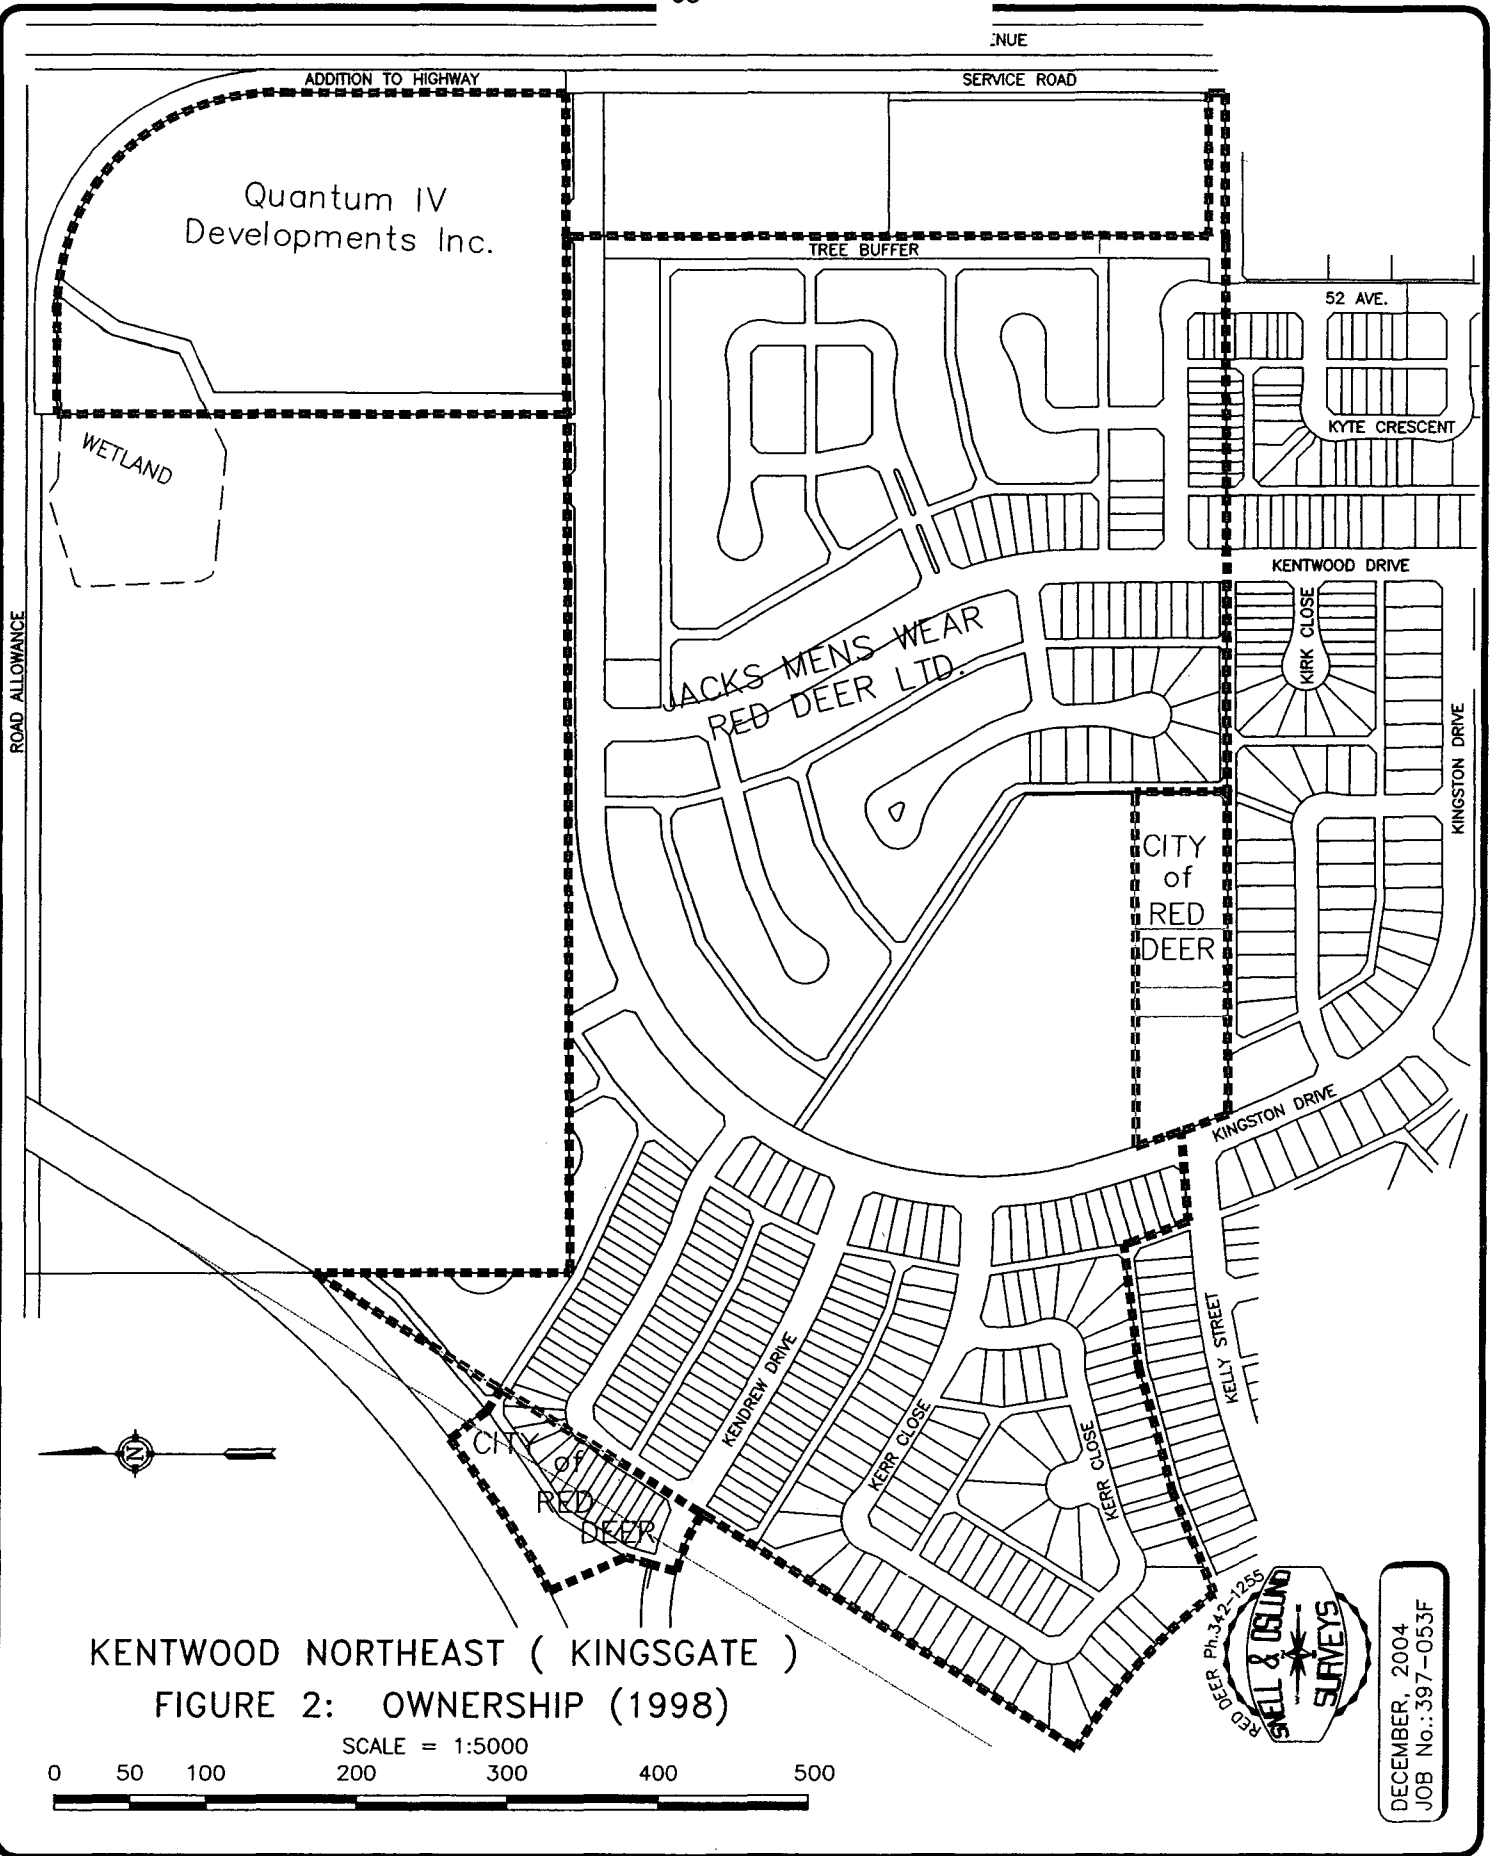 ENUE
ADDITION TO HIGHWAY
SERVICE ROAD
Quantum IV
Developments Inc.
TREE BUFFER
52 AVE.
KYTE CRESCENT
WETLAND
KENTWOOD DRIVE
KIRK CLOSE
ROAD ALLOWANCE
JACKS MENS WEAR
RED DEER LTD.
KINGSTON DRIVE
CITY
of
RED
DEER
KINGSTON DRIVE
KELLY STREET
KENDREW DRIVE
KERR CLOSE
KERR CLOSE
N
CITY
of
RED
DEER
KENTWOOD NORTHEAST ( KINGSGATE )
FIGURE 2: OWNERSHIP (1998)
SCALE = 1:5000
0 50 100 200 300 400 500
RED DEER Ph.342-1255
SNELL & OSLUND
SURVEYS
DECEMBER, 2004
JOB No.: 397-053F